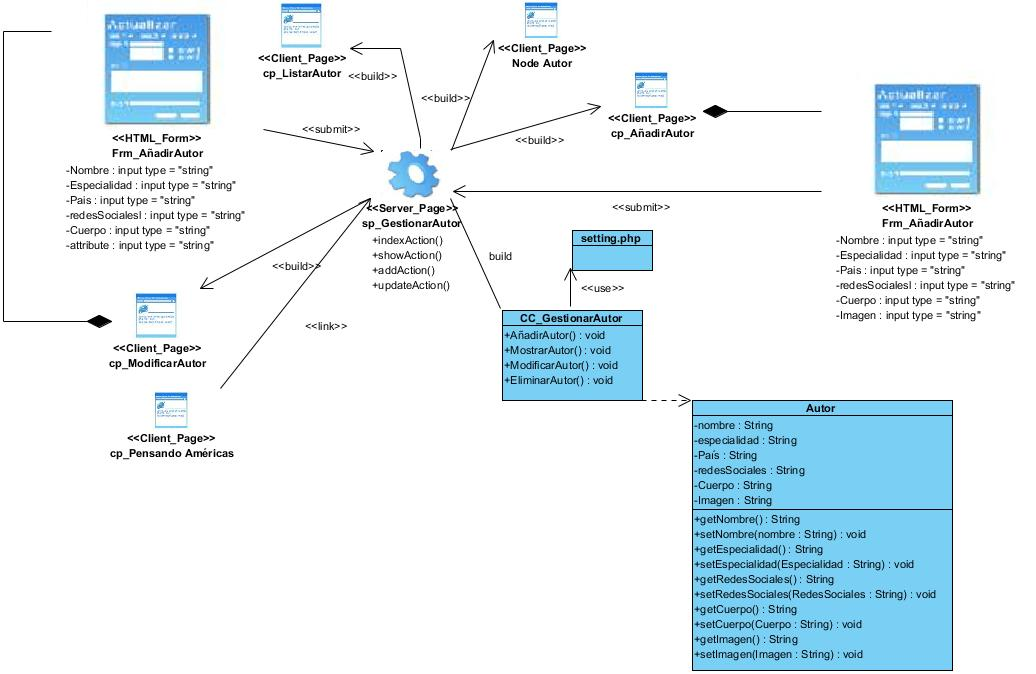 Actualizar
<<HTML_Form>>
Frm_AñadirAutor
-Nombre : input type = "string"
-Especialidad : input type = "string"
-Pais : input type = "string"
-redesSocialesI : input type = "string"
-Cuerpo : input type = "string"
-attribute : input type = "string"
<<Client_Page>>
cp_ListarAutor
<<build>>
<<Client_Page>>
Node Autor
<<build>>
<<Client_Page>>
cp_AñadirAutor
<<build>>
<<submit>>
Actualizar
<<HTML_Form>>
Frm_AñadirAutor
-Nombre : input type = "string"
-Especialidad : input type = "string"
-Pais : input type = "string"
-redesSocialesI : input type = "string"
-Cuerpo : input type = "string"
-Imagen : input type = "string"
<<submit>>
<<Server_Page>>
sp_GestionarAutor
+indexAction()
+showAction()
+addAction()
+updateAction()
<<build>>
build
<<link>>
setting.php
<<use>>
<<Client_Page>>
cp_ModificarAutor
<<Client_Page>>
cp_Pensando Américas
CC_GestionarAutor
+AñadirAutor() : void
+MostrarAutor() : void
+ModificarAutor() : void
+EliminarAutor() : void
Autor
-nombre : String
-especialidad : String
-País : String
-redesSociales : String
-Cuerpo : String
-Imagen : String
+getNombre() : String
+setNombre(nombre : String) : void
+getEspecialidad() : String
+setEspecialidad(Especialidad : String) : void
+getRedesSociales() : String
+setRedesSociales(RedesSociales : String) : void
+getCuerpo() : String
+setCuerpo(Cuerpo : String) : void
+getImagen() : String
+setImagen(Imagen : String) : void